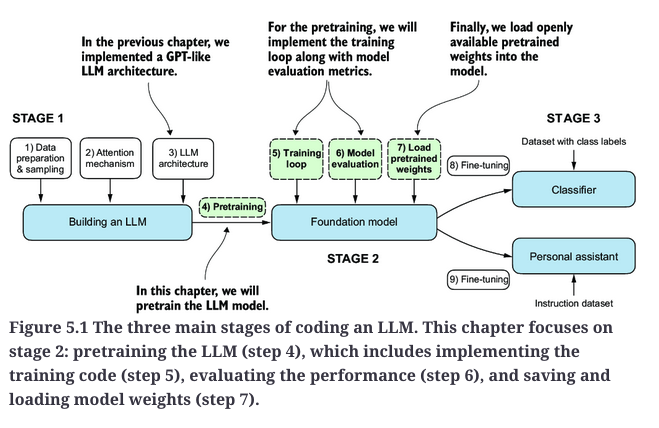 In the previous chapter, we
implemented a GPT-like
LLM architecture.
For the pretraining, we will
implement the training
loop along with model
evaluation metrics.
Finally, we load openly
available pretrained
weights into the
model.
STAGE 1
1) Data
preparation
& sampling
2) Attention
mechanism
3) LLM
architecture
Building an LLM
4) Pretraining
In this chapter, we will
pretrain the LLM model.
5) Training
loop
6) Model
evaluation
7) Load
pretrained
weights
Foundation model
STAGE 2
STAGE 3
Dataset with class labels
8) Fine-tuning
Classifier
Personal assistant
9) Fine-tuning
Instruction dataset
Figure 5.1 The three main stages of coding an LLM. This chapter focuses on
stage 2: pretraining the LLM (step 4), which includes implementing the
training code (step 5), evaluating the performance (step 6), and saving and
loading model weights (step 7).